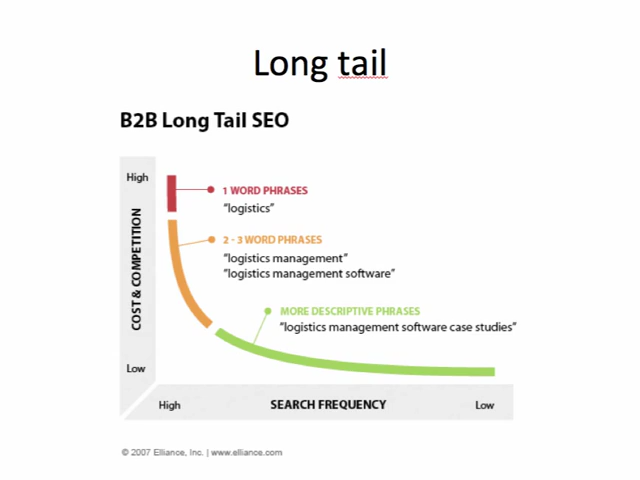 Long tail
B2B Long Tail SEO
High
1 WORD PHRASES
"logistics"
2 - 3 WORD PHRASES
"logistics management"
"logistics management software"
COST & COMPETITION
MORE DESCRIPTIVE PHRASES
"logistics management software case studies"
Low
High
SEARCH FREQUENCY
Low
© 2007 Elliance, Inc. | www.elliance.com